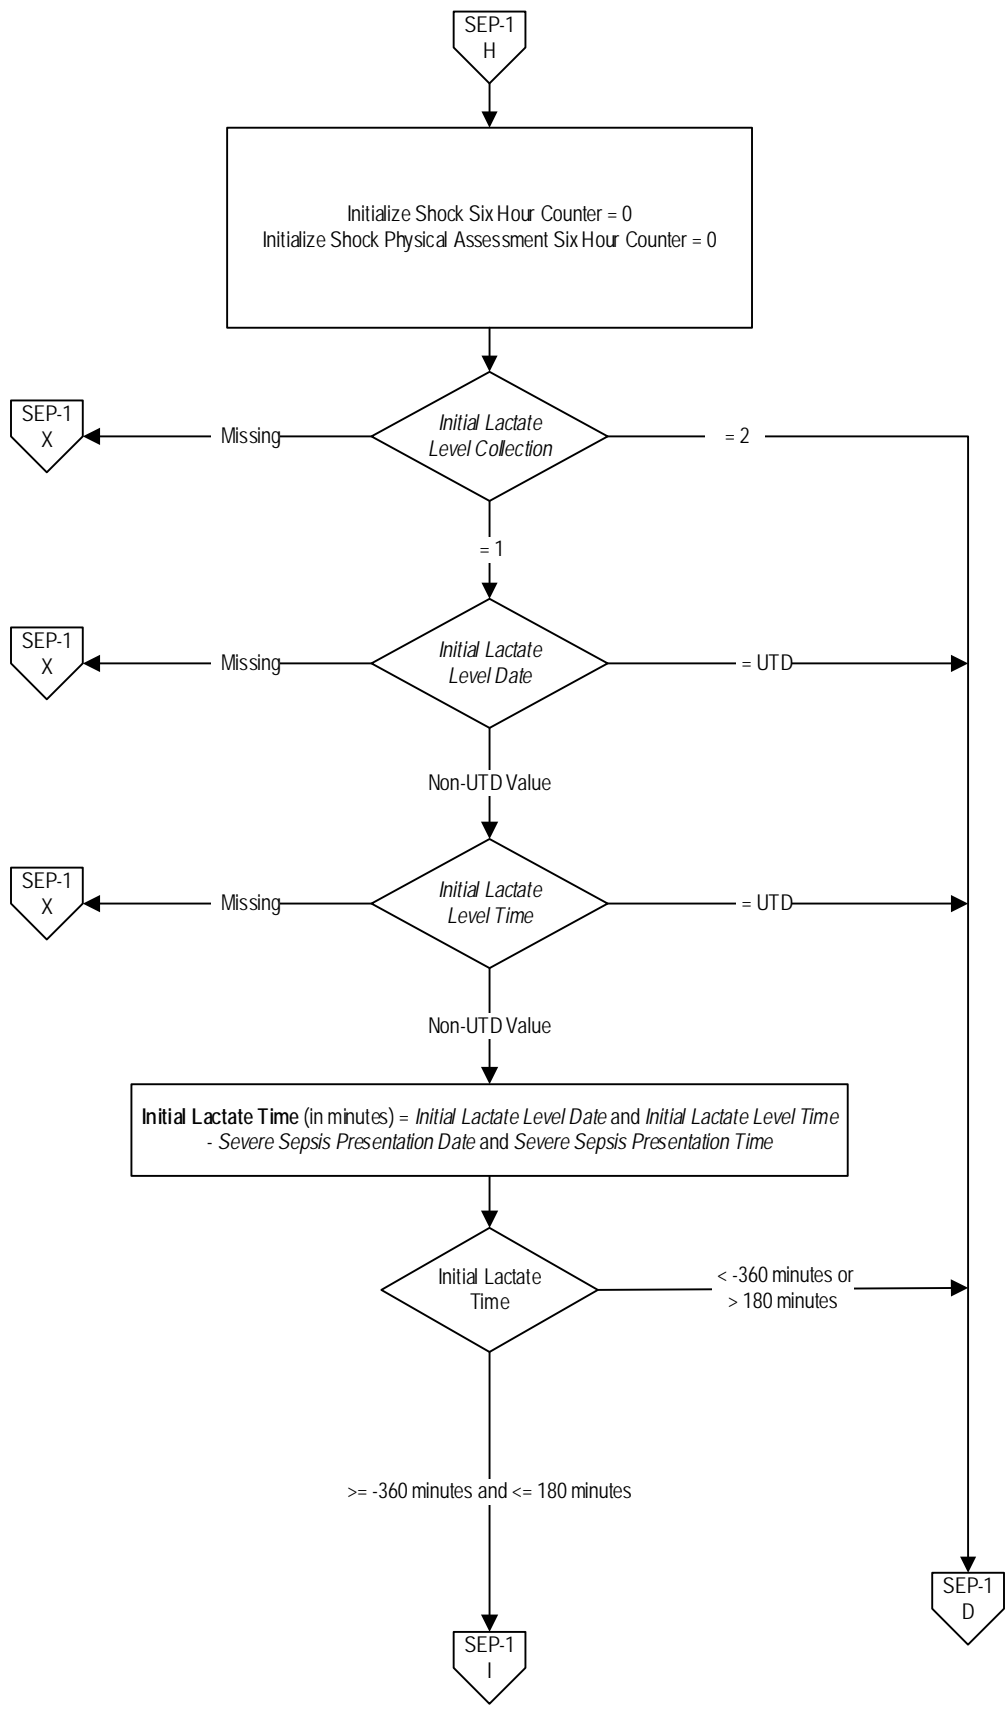 SEP-1
H
Initialize Shock Six Hour Counter = 0
Initialize Shock Physical Assessment Six Hour Counter = 0
SEP-1
X
Missing
Initial Lactate
Level Collection
= 2
= 1
SEP-1
X
Missing
Initial Lactate
Level Date
= UTD
Non-UTD Value
SEP-1
X
Missing
Initial Lactate
Level Time
= UTD
Non-UTD Value
Initial Lactate Time (in minutes) = Initial Lactate Level Date and Initial Lactate Level Time
- Severe Sepsis Presentation Date and Severe Sepsis Presentation Time
Initial Lactate
Time
< -360 minutes or
> 180 minutes
>= -360 minutes and <= 180 minutes
SEP-1
D
SEP-1
I